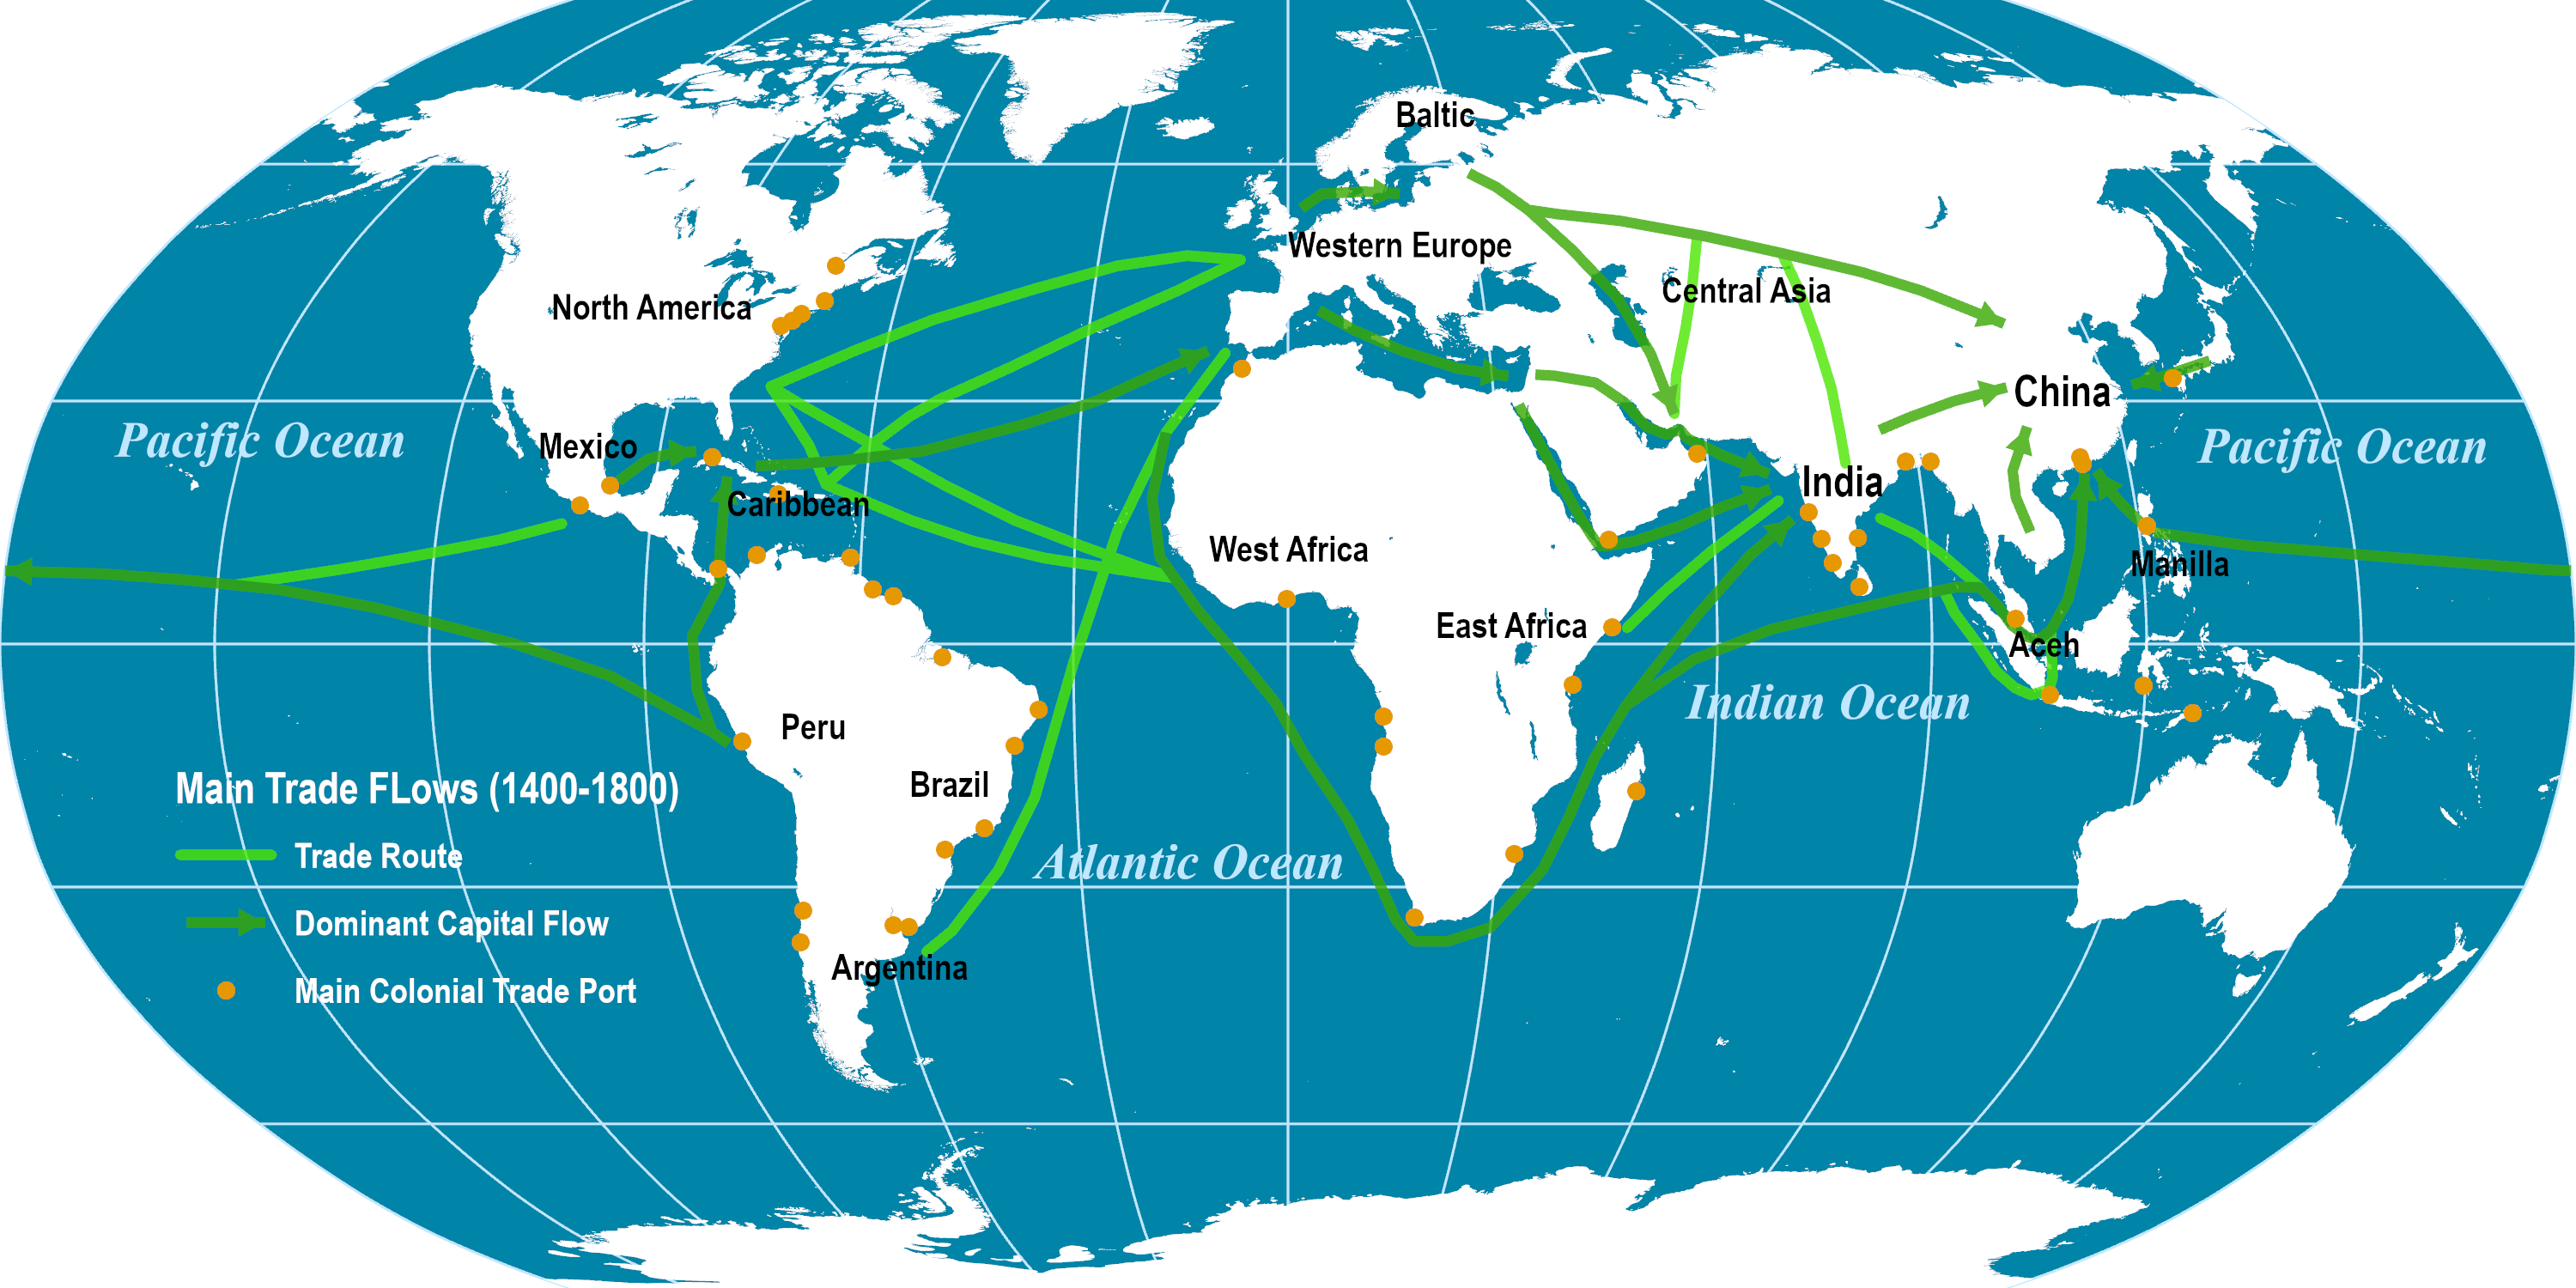 Baltic
Western Europe
Central Asia
North America
China
Mexico
Pacific Ocean
Pacific Ocean
India
Caribbean
West Africa
Manilla
East Africa
Aceh
Indian Ocean
Peru
Brazil
Main Trade FLows (1400-1800)
Trade Route
Atlantic Ocean
Dominant Capital Flow
Argentina
Main Colonial Trade Port